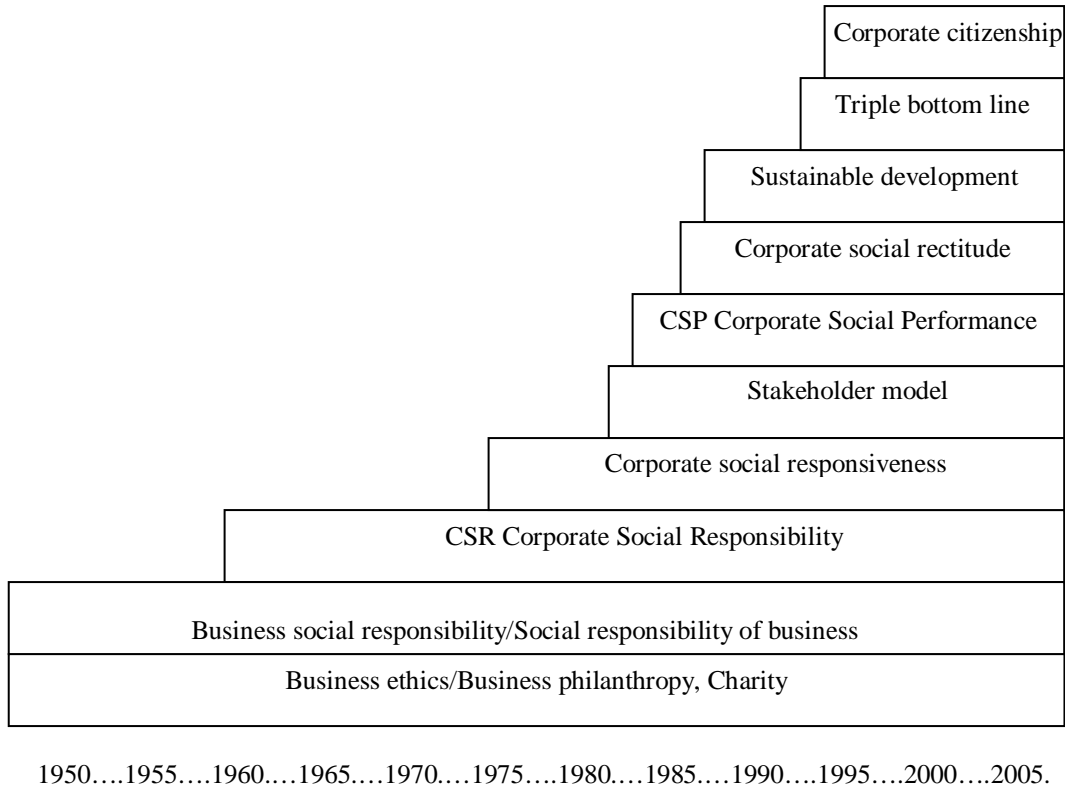 Corporate citizenship
Triple bottom line
Sustainable development
Corporate social rectitude
CSP Corporate Social Performance
Stakeholder model
Corporate social responsiveness
CSR Corporate Social Responsibility
Business social responsibility/Social responsibility of business
Business ethics/Business philanthropy, Charity
1950….1955….1960.…1965.…1970.…1975.…1980.…1985.…1990.…1995.…2000….2005.